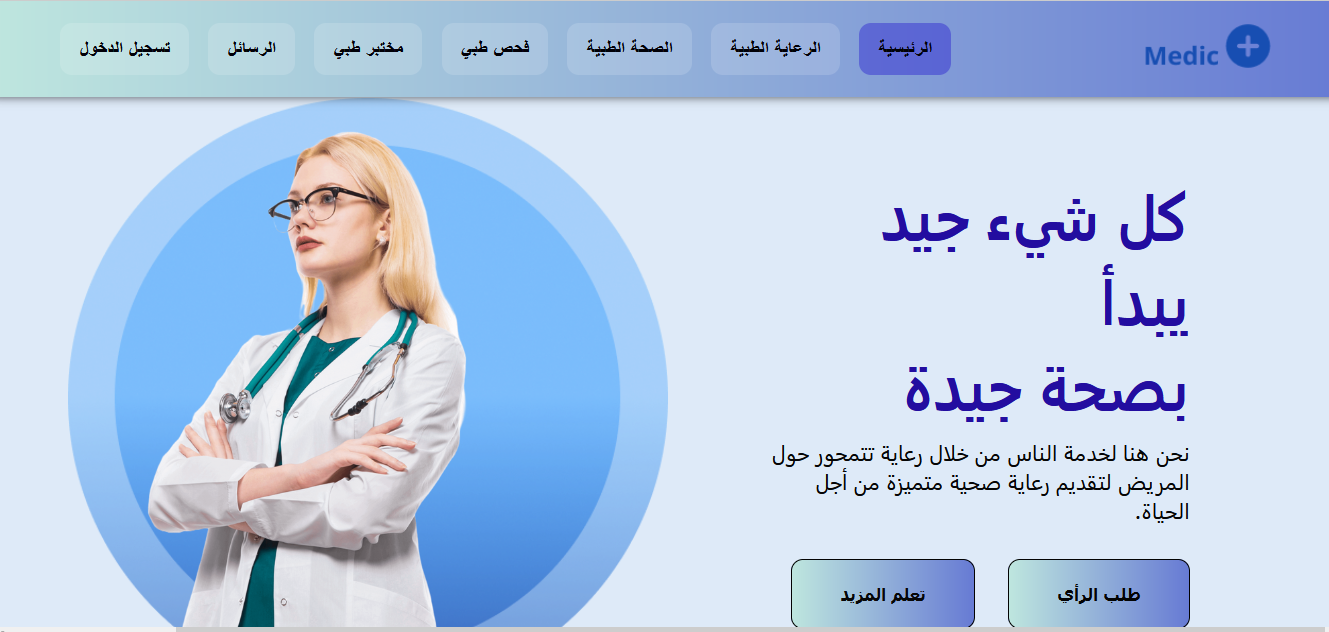 Medic
الرئيسية
الرعاية الطبية
الصحة الطبية
فحص طبي
مختبر طبي
الرسائل
تسجيل الدخول
كل شيء جيد
يبدأ
بصحة جيدة
نحن هنا لخدمة الناس من خلال رعاية تتمحور حول
المريض لتقديم رعاية صحية متميزة من أجل
الحياة.
طلب الرأي
تعلم المزيد